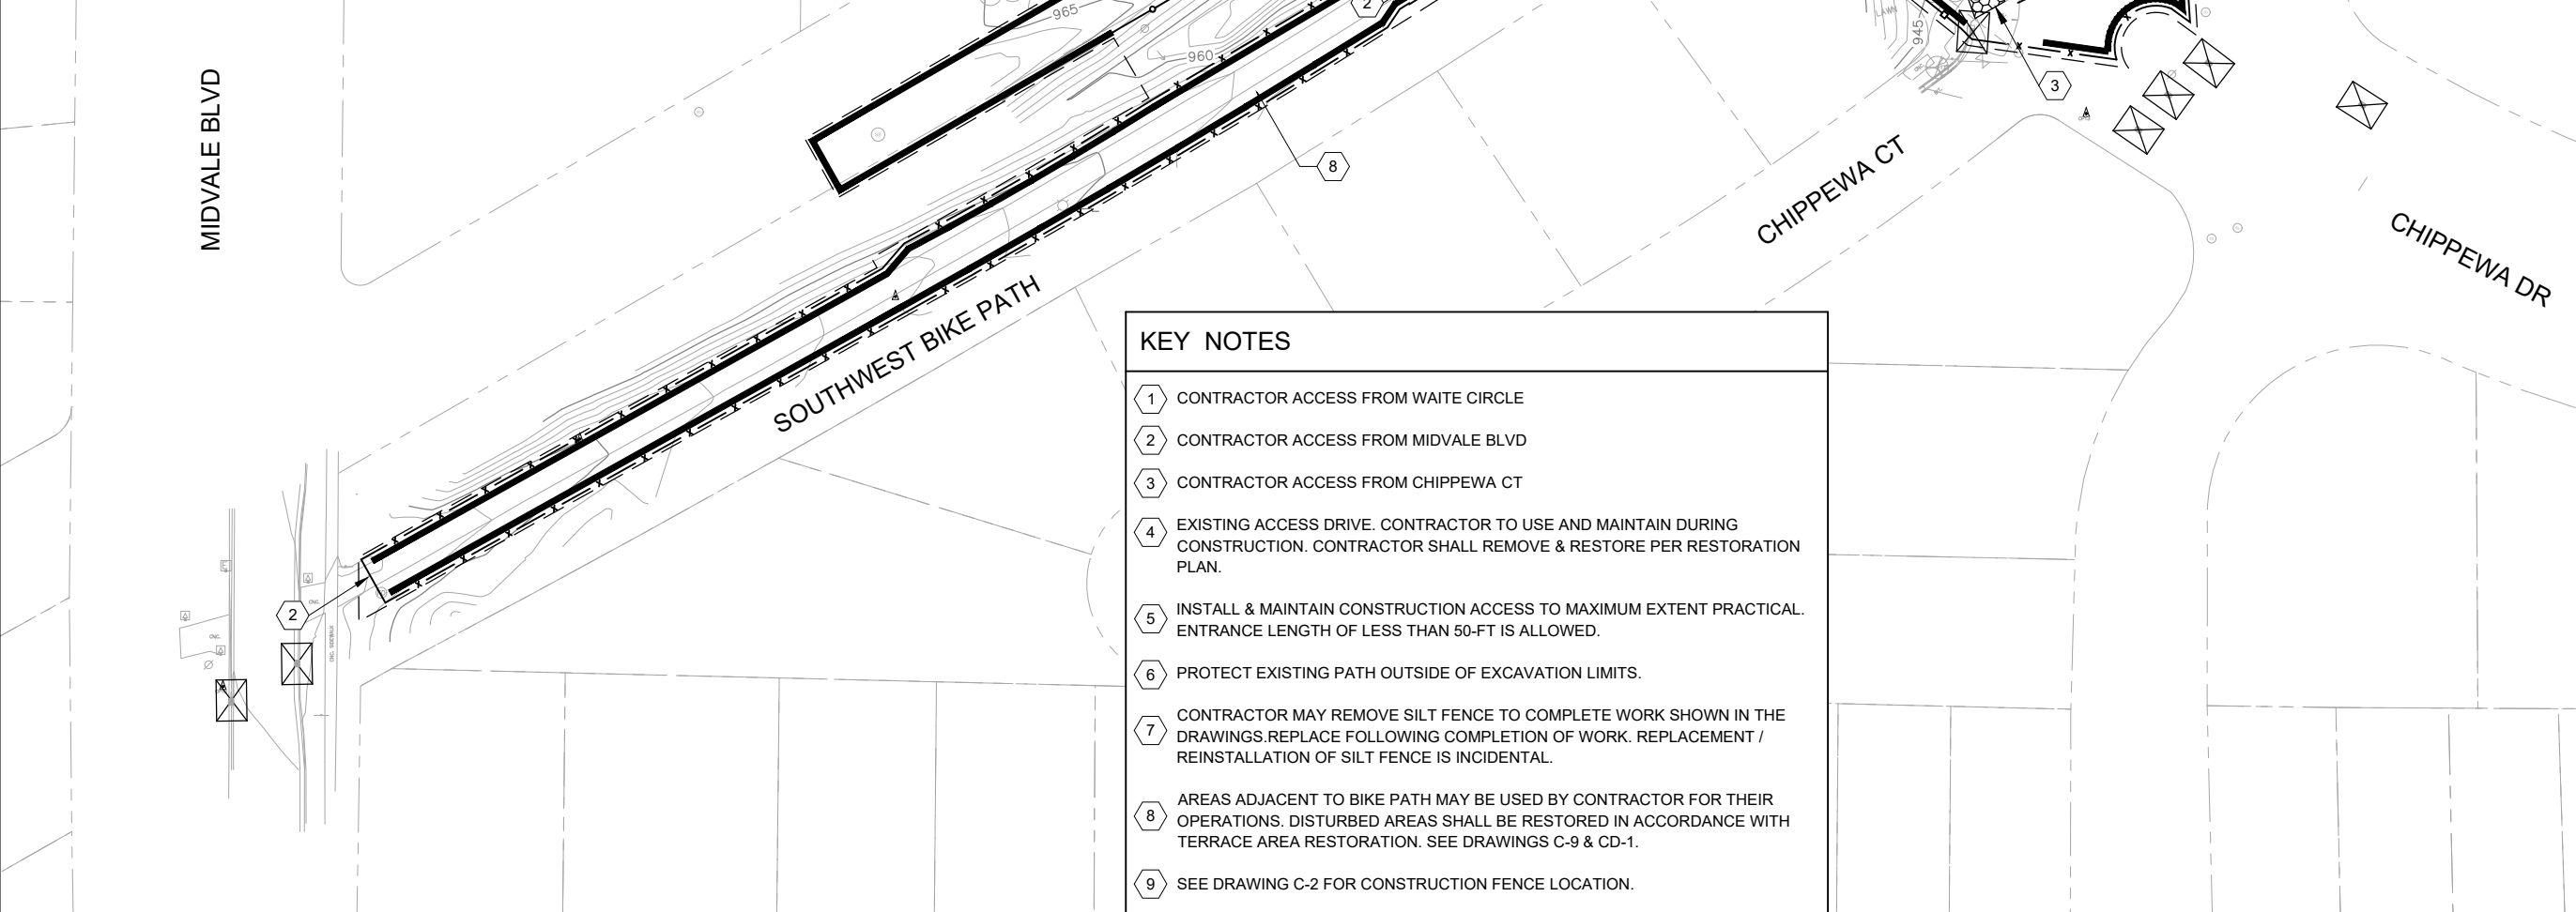 965
960
2
945
LAWN
3
8
MIDVALE BLVD
CHIPPEWA CT
CHIPPEWA DR
SOUTHWEST BIKE PATH
2
CNC. SIDEWALK
CNC.
CNC.
KEY NOTES
1 CONTRACTOR ACCESS FROM WAITE CIRCLE
2 CONTRACTOR ACCESS FROM MIDVALE BLVD
3 CONTRACTOR ACCESS FROM CHIPPEWA CT
4 EXISTING ACCESS DRIVE. CONTRACTOR TO USE AND MAINTAIN DURING
CONSTRUCTION. CONTRACTOR SHALL REMOVE & RESTORE PER RESTORATION
PLAN.
5 INSTALL & MAINTAIN CONSTRUCTION ACCESS TO MAXIMUM EXTENT PRACTICAL.
ENTRANCE LENGTH OF LESS THAN 50-FT IS ALLOWED.
6 PROTECT EXISTING PATH OUTSIDE OF EXCAVATION LIMITS.
7 CONTRACTOR MAY REMOVE SILT FENCE TO COMPLETE WORK SHOWN IN THE
DRAWINGS.REPLACE FOLLOWING COMPLETION OF WORK. REPLACEMENT /
REINSTALLATION OF SILT FENCE IS INCIDENTAL.
8 AREAS ADJACENT TO BIKE PATH MAY BE USED BY CONTRACTOR FOR THEIR
OPERATIONS. DISTURBED AREAS SHALL BE RESTORED IN ACCORDANCE WITH
TERRACE AREA RESTORATION. SEE DRAWINGS C-9 & CD-1.
9 SEE DRAWING C-2 FOR CONSTRUCTION FENCE LOCATION.